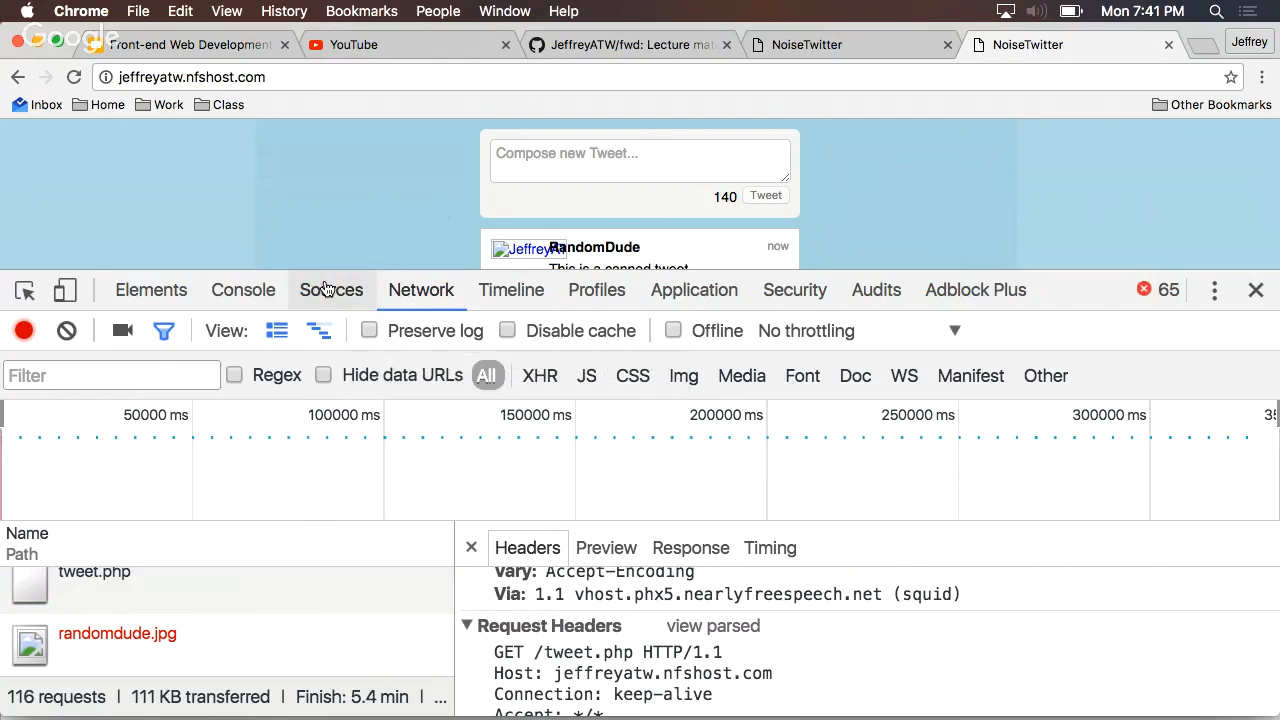 Chrome File Edit View History Bookmarks People Window Help Mon 7:41 PM
Google
Front-end Web Development
YouTube
JeffreyATW/fwd: Lecture mat
NoiseTwitter
NoiseTwitter
Jeffrey
jeffreyatw.nfshost.com
Inbox Home Work Class Other Bookmarks
Compose new Tweet...
140 Tweet
RandomDude now
This is a canned tweet
Elements Console Sources Network Timeline Profiles Application Security Audits Adblock Plus 65
View: Preserve log Disable cache Offline No throttling
Filter Regex Hide data URLs All XHR JS CSS Img Media Font Doc WS Manifest Other
50000 ms 100000 ms 150000 ms 200000 ms 250000 ms 300000 ms
Name
Path
Headers Preview Response Timing
tweet.php
randomdude.jpg
Vary: Accept-Encoding
Via: 1.1 vhost.phx5.nearlyfreespeech.net (squid)
Request Headers view parsed
GET /tweet.php HTTP/1.1
Host: jeffreyatw.nfshost.com
Connection: keep-alive
Accept: */*
116 requests | 111 KB transferred | Finish: 5.4 min | ...